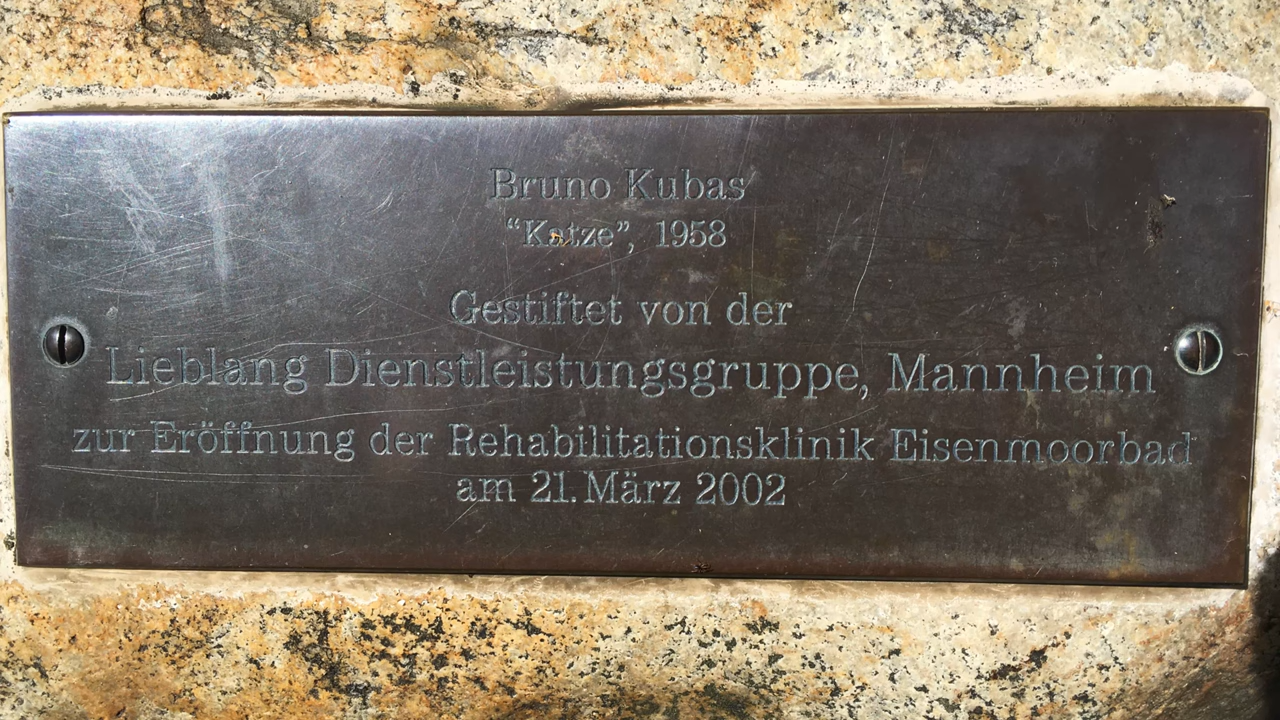 Bruno Kubas
“Katze”, 1958
Gestiftet von der
Lieblang Dienstleistungsgruppe, Mannheim
zur Eröffnung der Rehabilitationsklinik Eisenmoorbad
am 21. März 2002